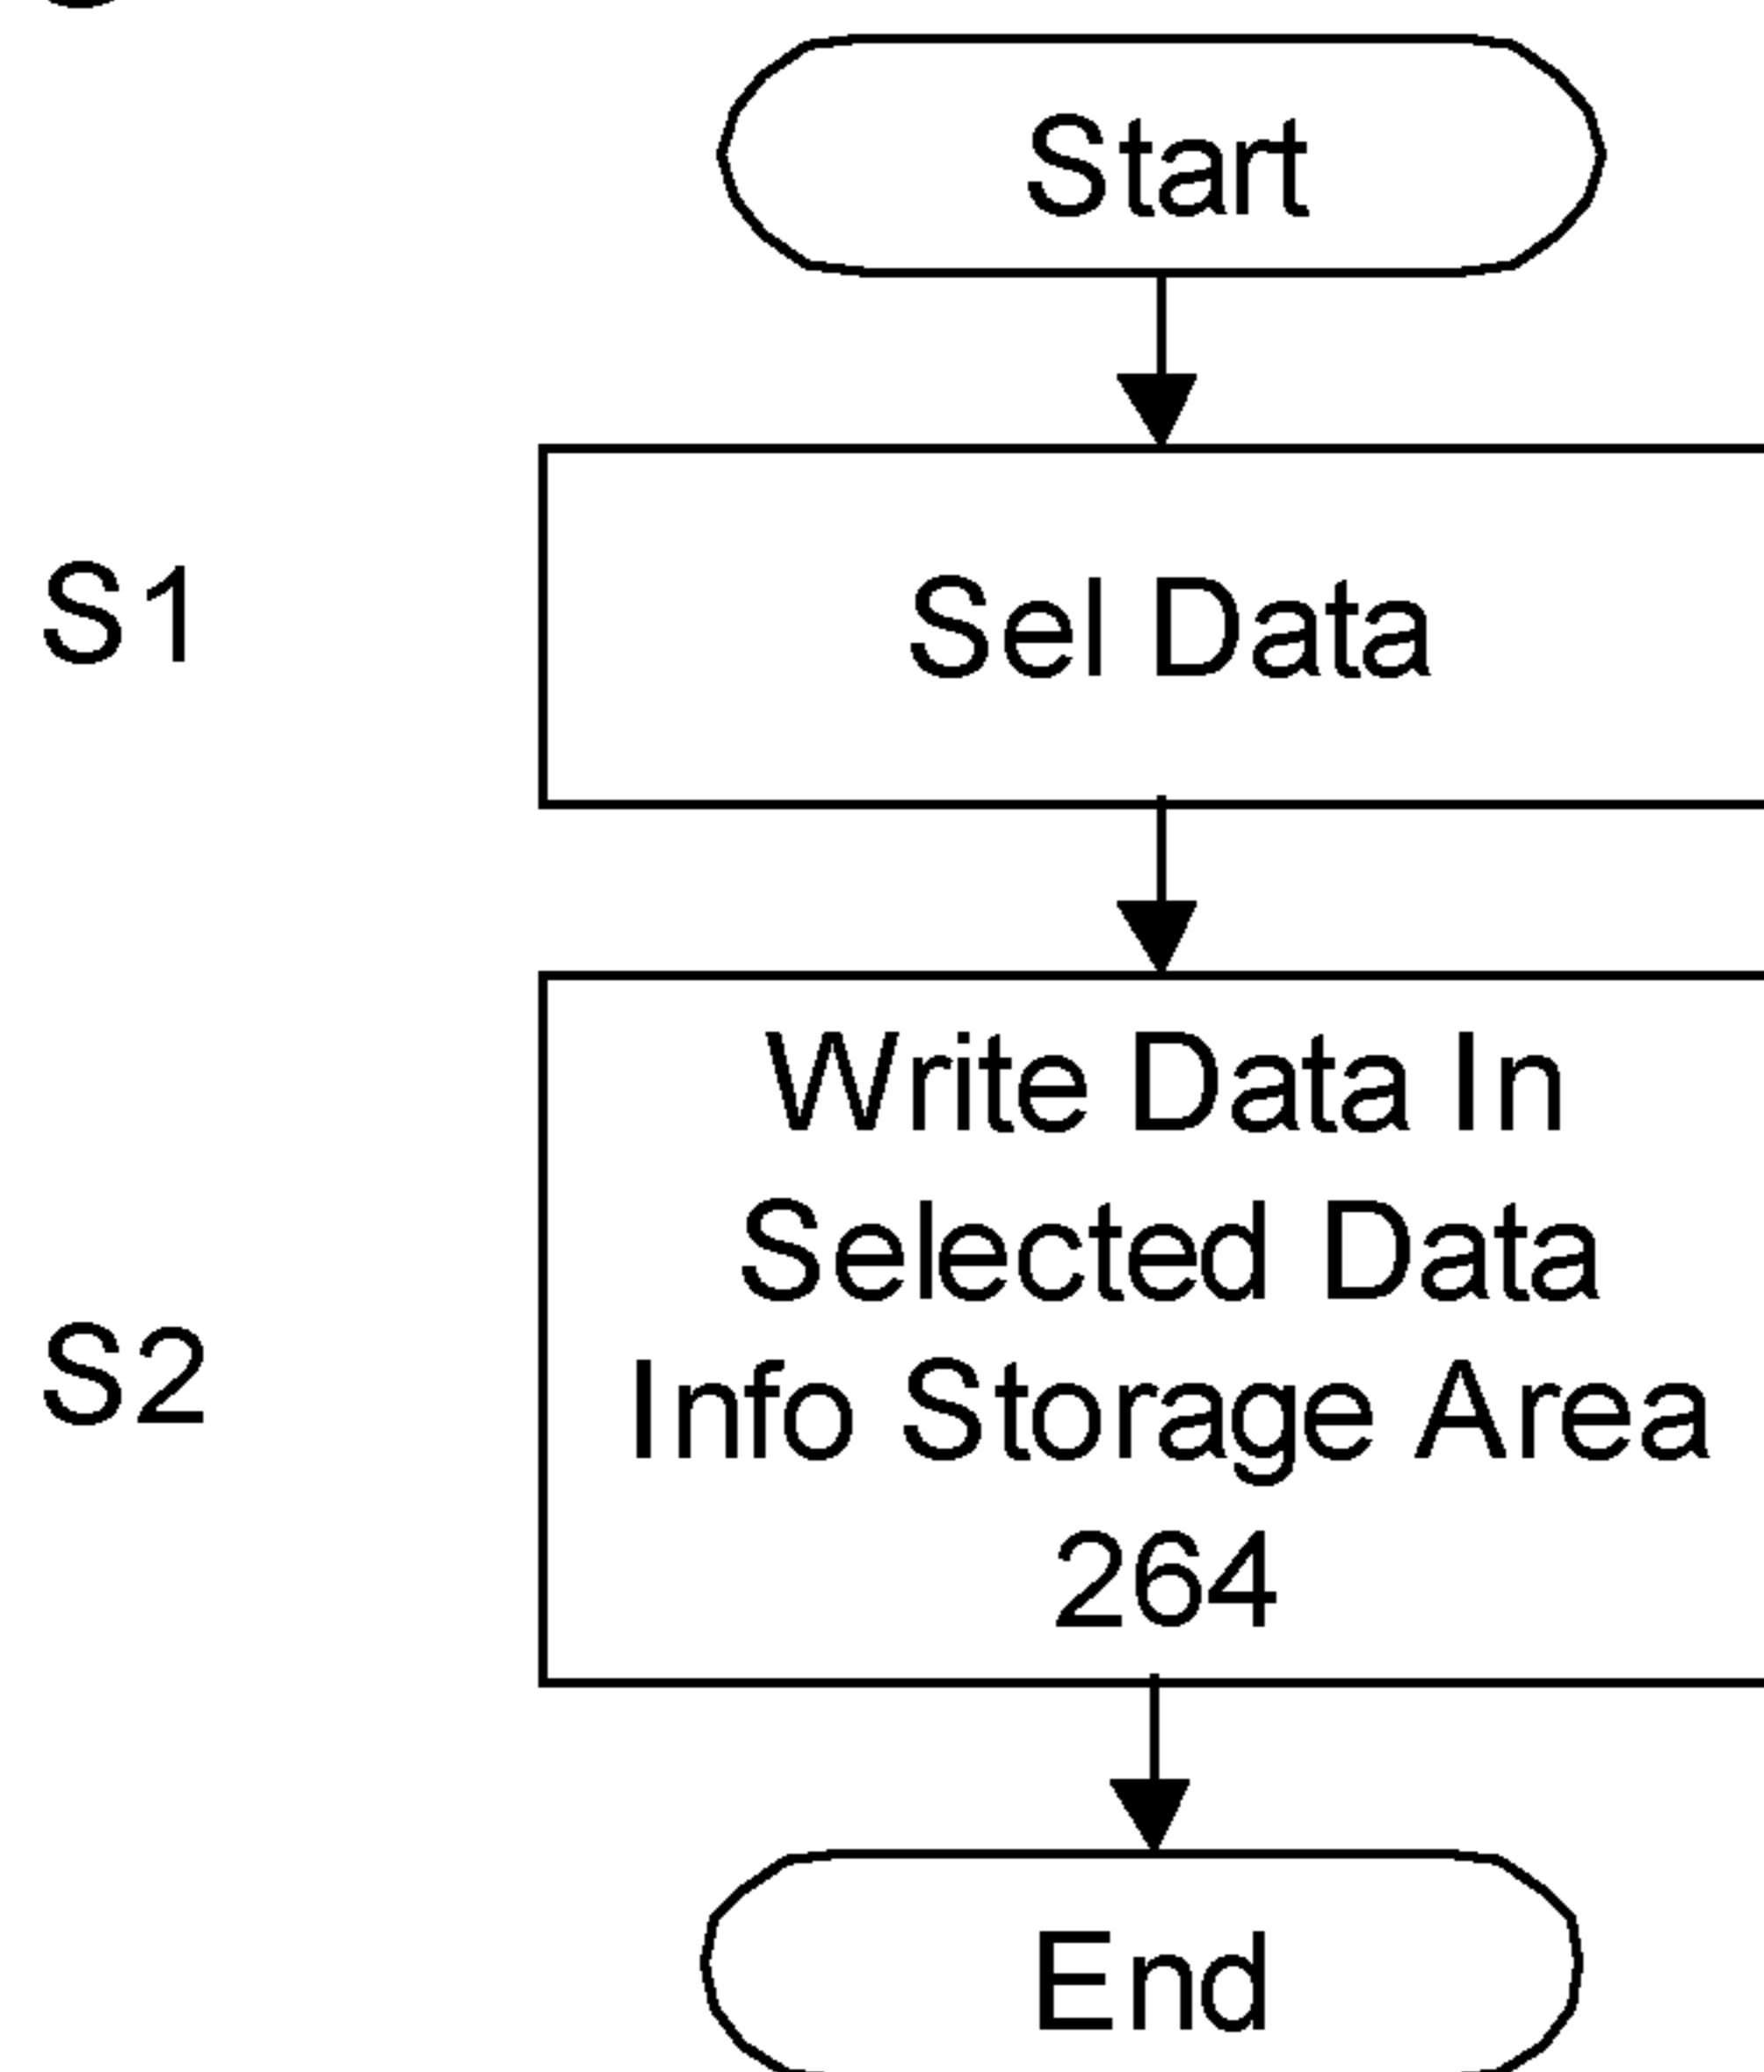 Start
S1
Sel Data
Write Data In
Selected Data
S2
Info Storage Area
264
End